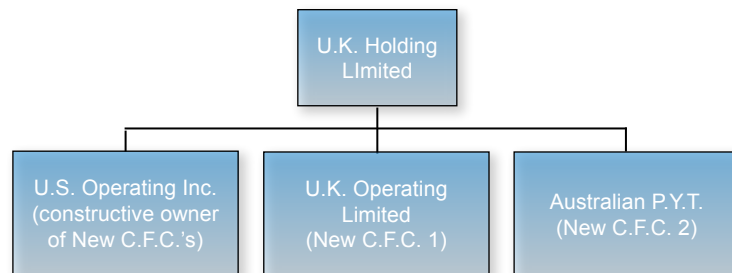 U.K. Holding
LImited
U.S. Operating Inc.
(constructive owner
of New C.F.C.'s)
U.K. Operating
Limited
(New C.F.C. 1)
Australian P.Y.T.
(New C.F.C. 2)